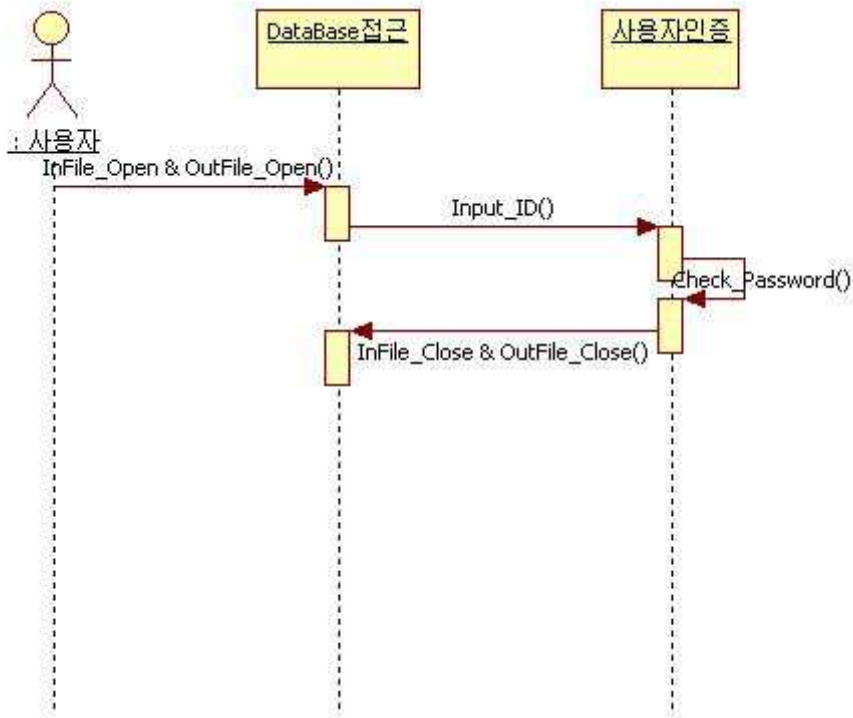 DataBase접근
사용자인증
: 사용자
InFile_Open & OutFile_Open()
Input_ID()
Check_Password()
InFile_Close & OutFile_Close()